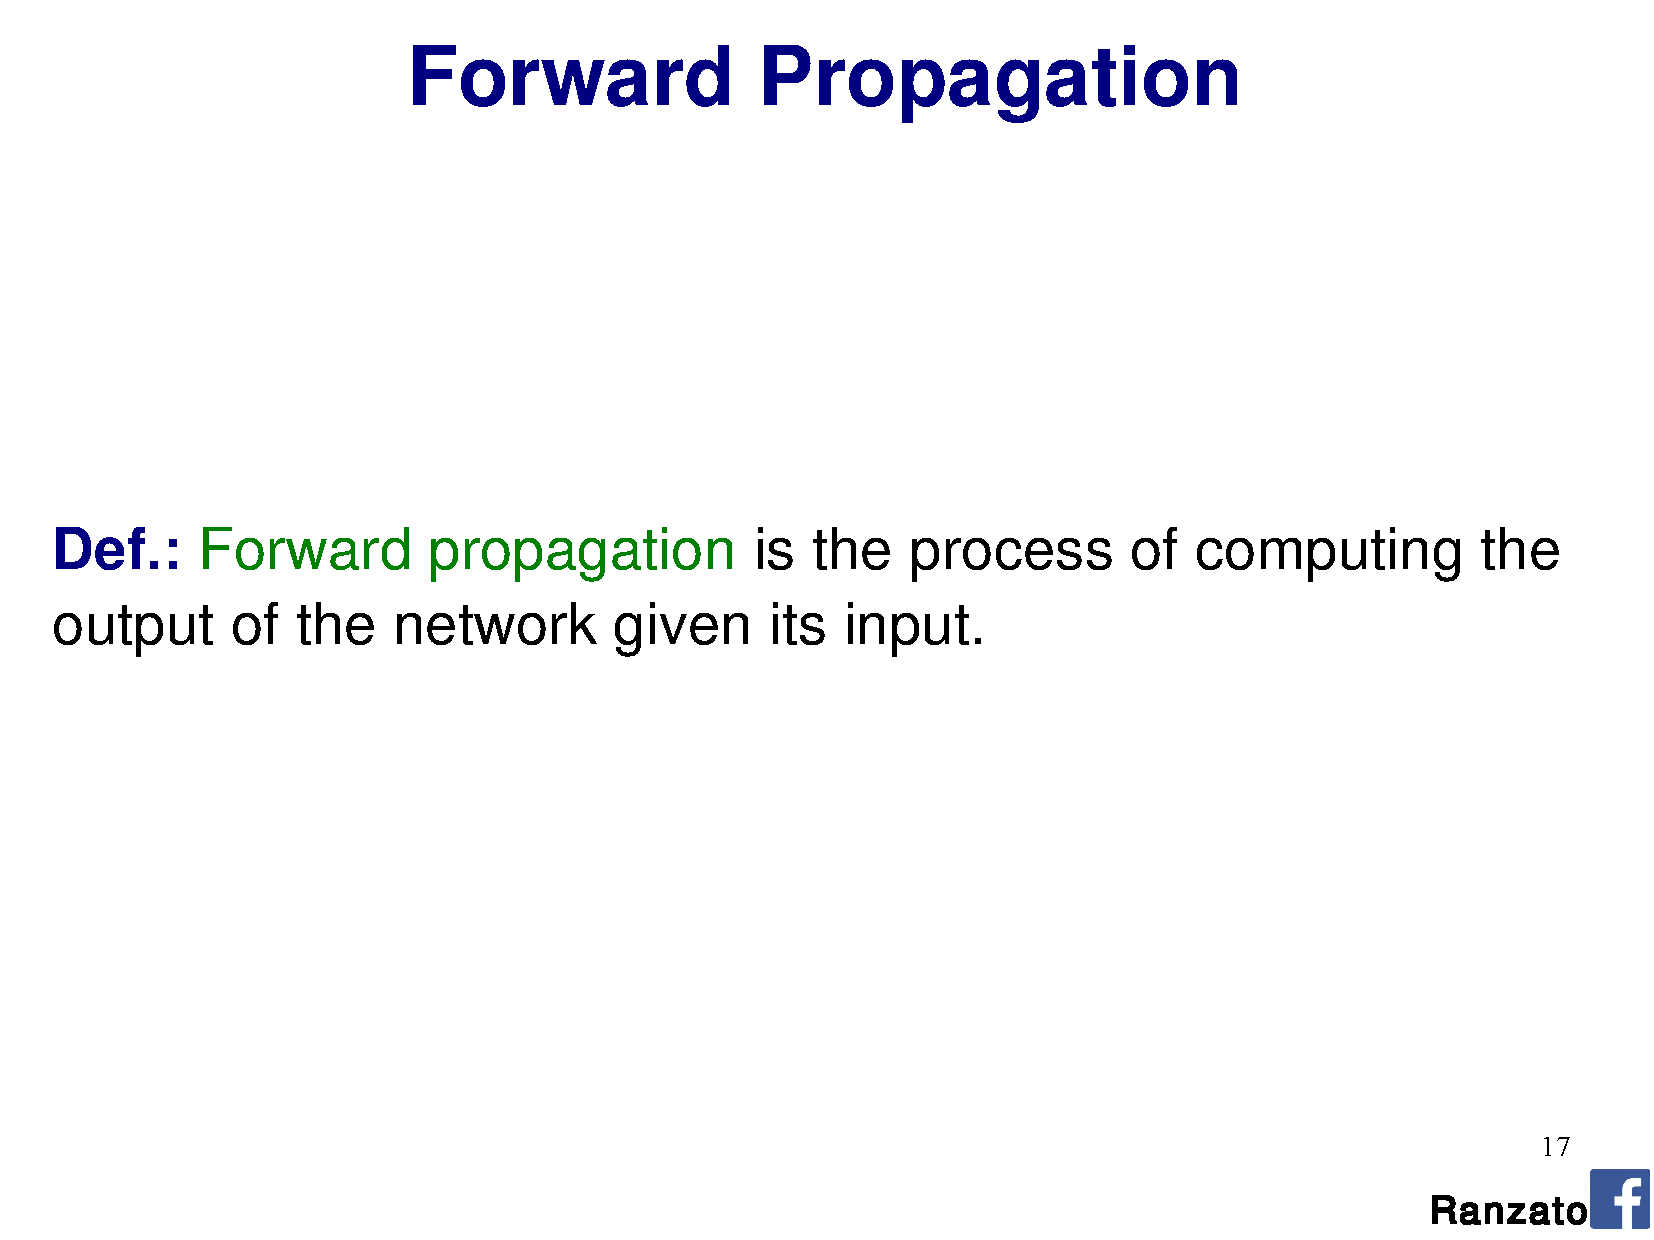 Forward Propagation
Def.: Forward propagation is the process of computing the
output of the network given its input.
17
Ranzato